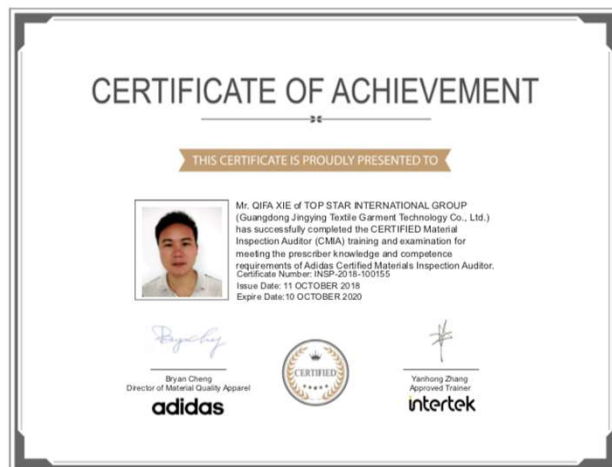 CERTIFICATE OF ACHIEVEMENT
THIS CERTIFICATE IS PROUDLY PRESENTED TO
Mr. QIFA XIE of TOP STAR INTERNATIONAL GROUP
(Guangdong Jingying Textile Garment Technology Co., Ltd.)
has successfully completed the CERTIFIED Material
Inspection Auditor (CMIA) training and examination for
meeting the prescriber knowledge and competence
requirements of Adidas Certified Materials Inspection Auditor.
Certificate Number: INSP-2018-100155
Issue Date: 11 OCTOBER 2018
Expire Date:10 OCTOBER 2020
Bryan Cheng
Director of Material Quality Apparel
adidas
CERTIFIED
Yanhong Zhang
Approved Trainer
intertek